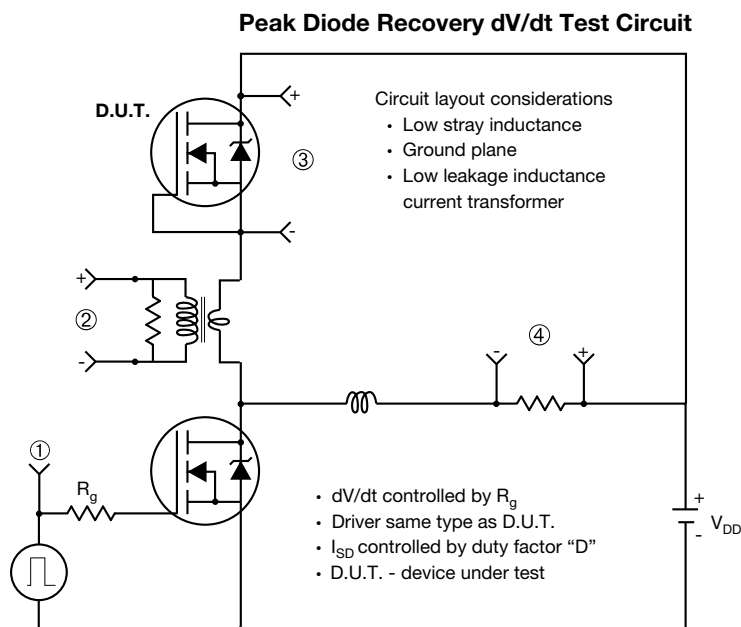 Peak Diode Recovery dV/dt Test Circuit
D.U.T.
+
③
-
Circuit layout considerations
• Low stray inductance
• Ground plane
• Low leakage inductance
current transformer
+
②
-
-
④
+
①
Rg
• dV/dt controlled by Rg
• Driver same type as D.U.T.
• ISD controlled by duty factor “D”
• D.U.T. - device under test
+
VDD
-